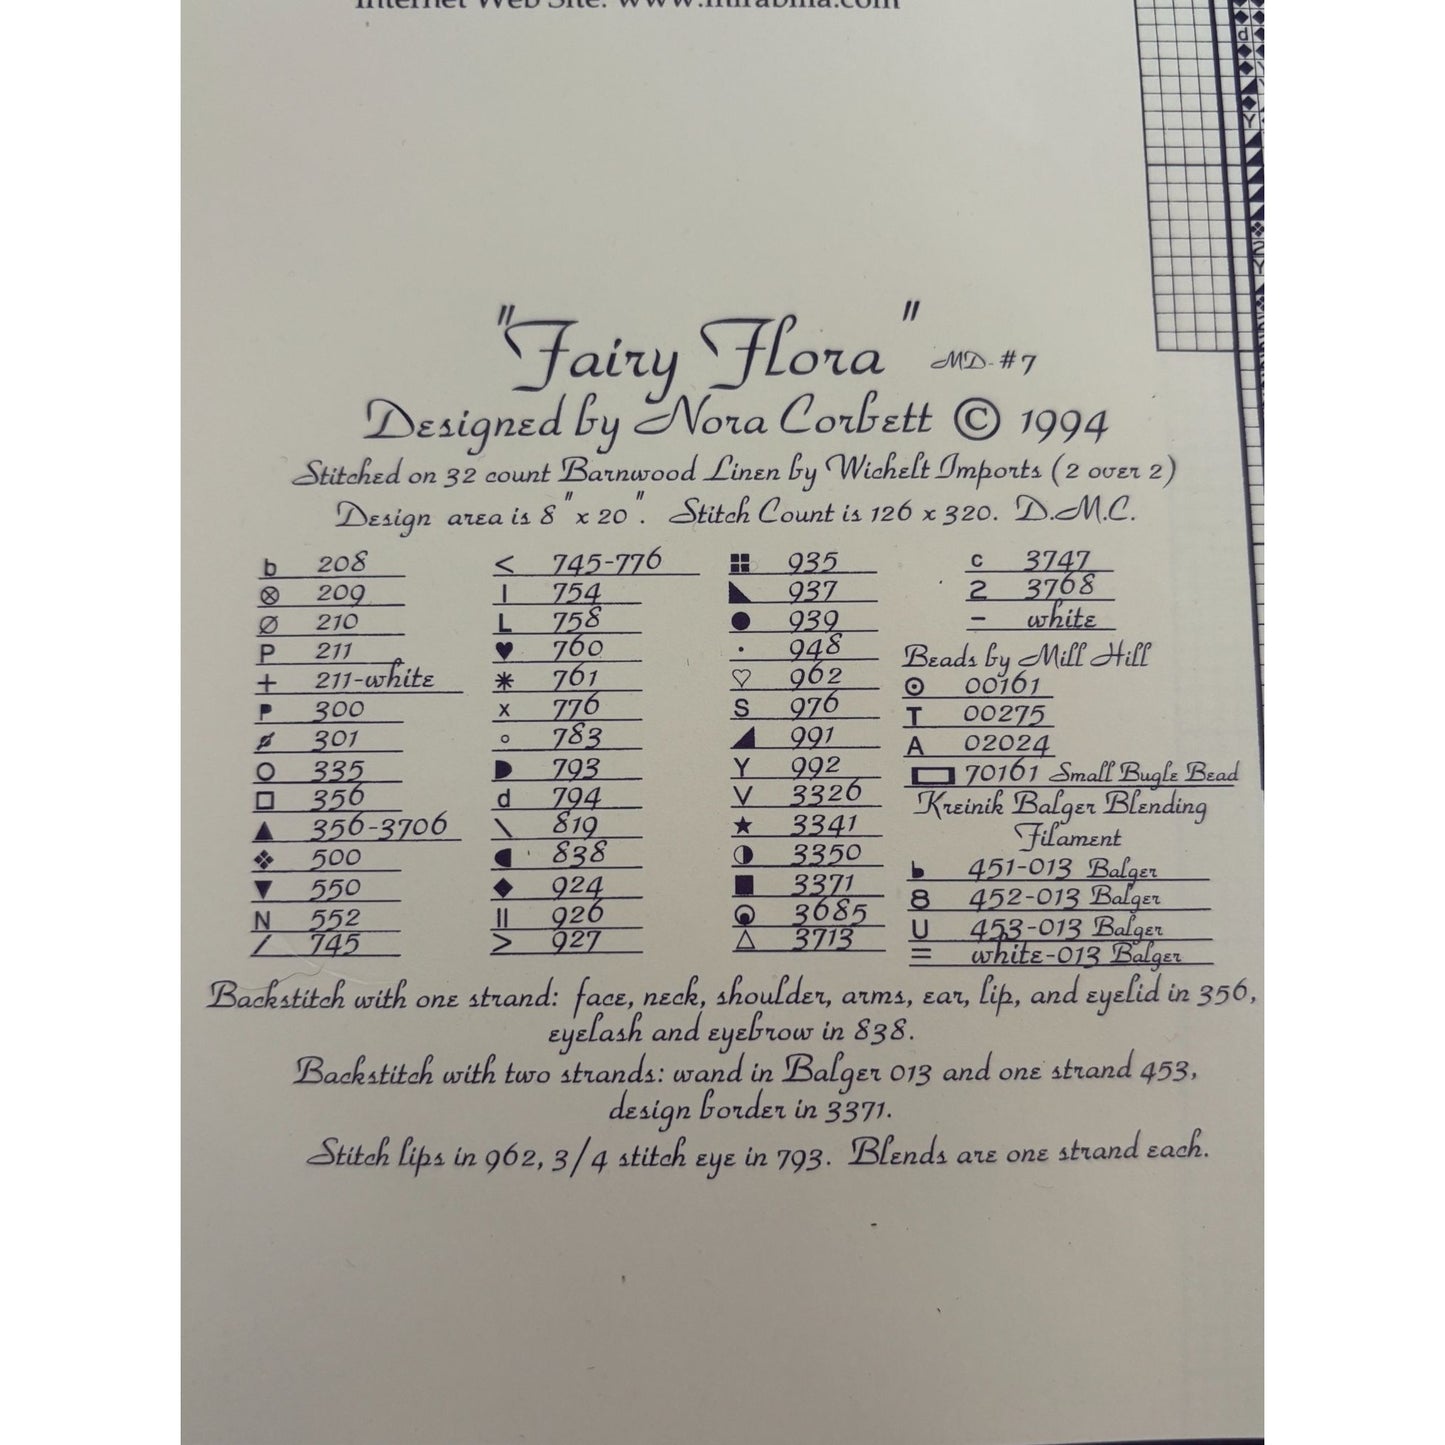 Internet Web Site: www.mirabilia.com
"Fairy Flora" MD-#7
Designed by Nora Corbett © 1994
Stitched on 32 count Barnwood Linen by Wichelt Imports (2 over 2)
Design area is 8" x 20". Stitch Count is 126 x 320. D.M.C.
b 208
⊗ 209
∅ 210
P 211
+ 211-white
P 300
ø 301
O 335
□ 356
▲ 356-3706
❖ 500
▼ 550
N 552
/ 745
< 745-776
I 754
L 758
♥ 760
✱ 761
x 776
o 783
◗ 793
d 794
\ 819
◖ 838
◆ 924
|| 926
> 927
⊞ 935
◣ 937
● 939
· 948
♡ 962
S 976
◢ 991
Y 992
V 3326
★ 3341
◑ 3350
■ 3371
3685
△ 3713
c 3747
2 3768
– white
Beads by Mill Hill
⊙ 00161
T 00275
A 02024
▭ 70161 Small Bugle Bead
Kreinik Balger Blending
Filament
b 451-013 Balger
8 452-013 Balger
U 453-013 Balger
= white-013 Balger
Backstitch with one strand: face, neck, shoulder, arms, ear, lip, and eyelid in 356,
eyelash and eyebrow in 838.
Backstitch with two strands: wand in Balger 013 and one strand 453,
design border in 3371.
Stitch lips in 962, 3/4 stitch eye in 793. Blends are one strand each.